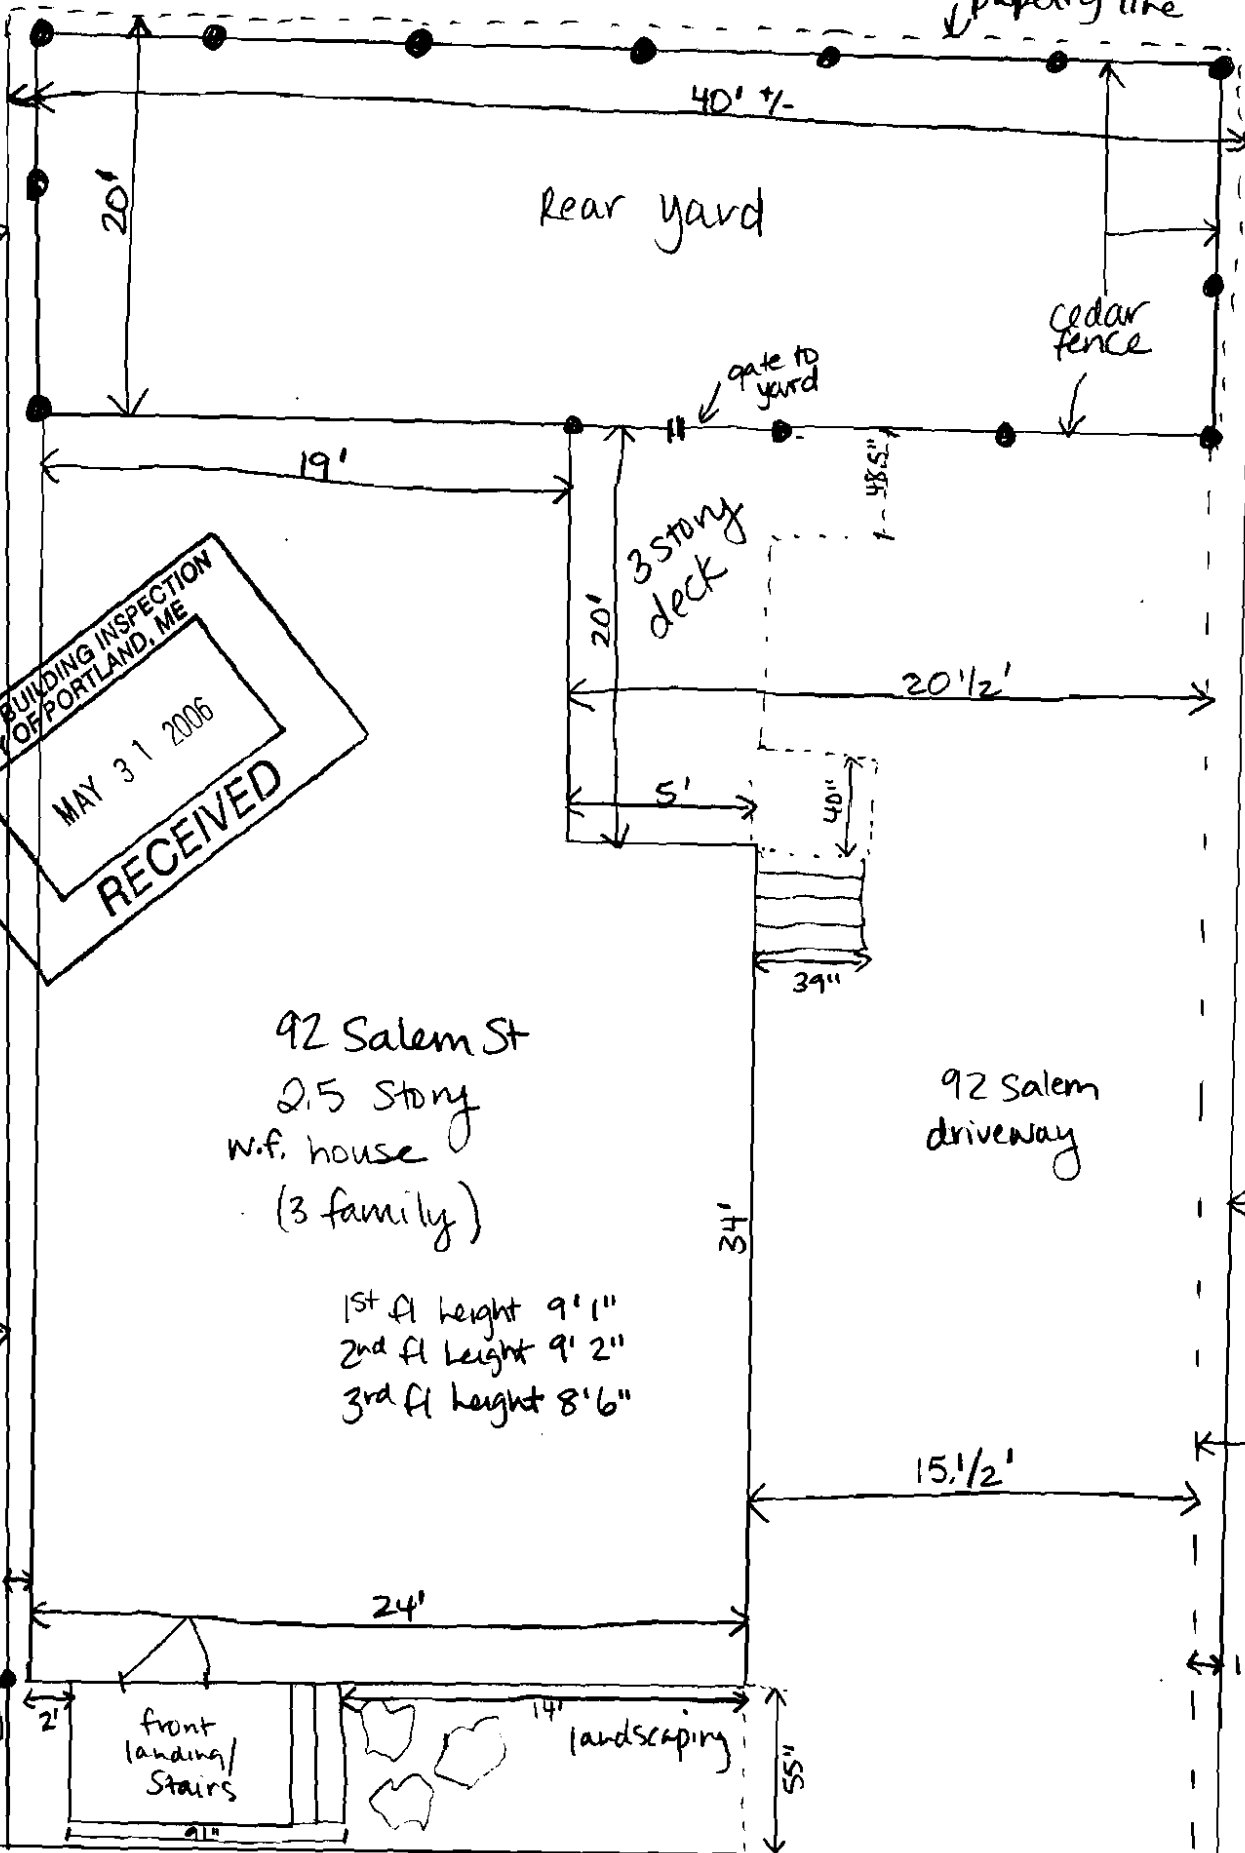 property line
40' +/-
20'
Rear yard
cedar
fence
gate to
yard
19'
48.5"
3 story
deck
20'
BUILDING INSPECTION
OF PORTLAND, ME
MAY 31 2006
RECEIVED
20 1/2'
5'
40"
39"
92 Salem St
2.5 Story
w.f. house
(3 family)
92 Salem
driveway
34'
1st fl height 9'1"
2nd fl height 9' 2"
3rd fl height 8'6"
15.1/2'
24'
2'
14'
front
landing/
Stairs
landscaping
55"
91"